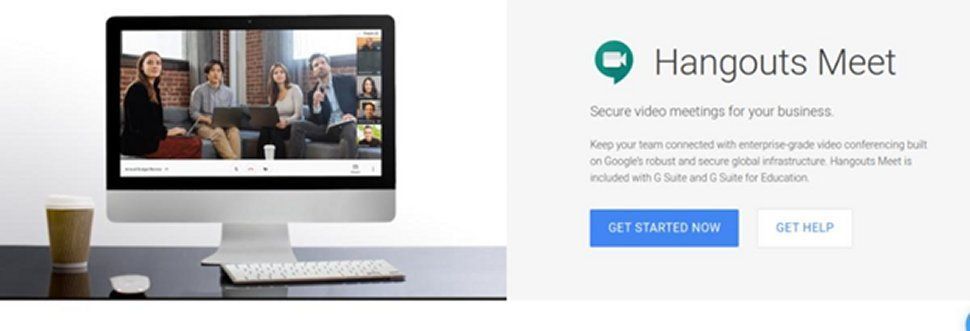 Hangouts Meet
Secure video meetings for your business.
Keep your team connected with enterprise-grade video conferencing built
on Google's robust and secure global infrastructure. Hangouts Meet is
included with G Suite and G Suite for Education.
GET STARTED NOW
GET HELP